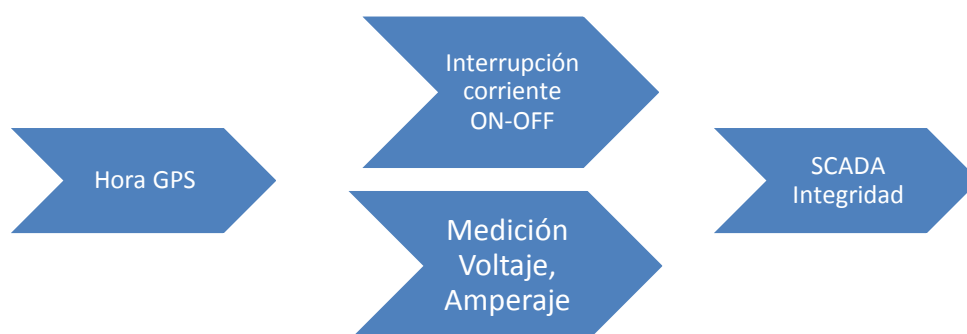 Hora GPS
Interrupción
corriente
ON-OFF
Medición
Voltaje,
Amperaje
SCADA
Integridad